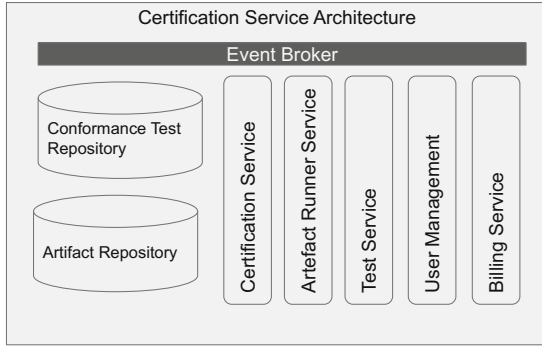 Certification Service Architecture
Event Broker
Conformance Test
Repository
Artifact Repository
Certification Service
Artefact Runner Service
Test Service
User Management
Billing Service